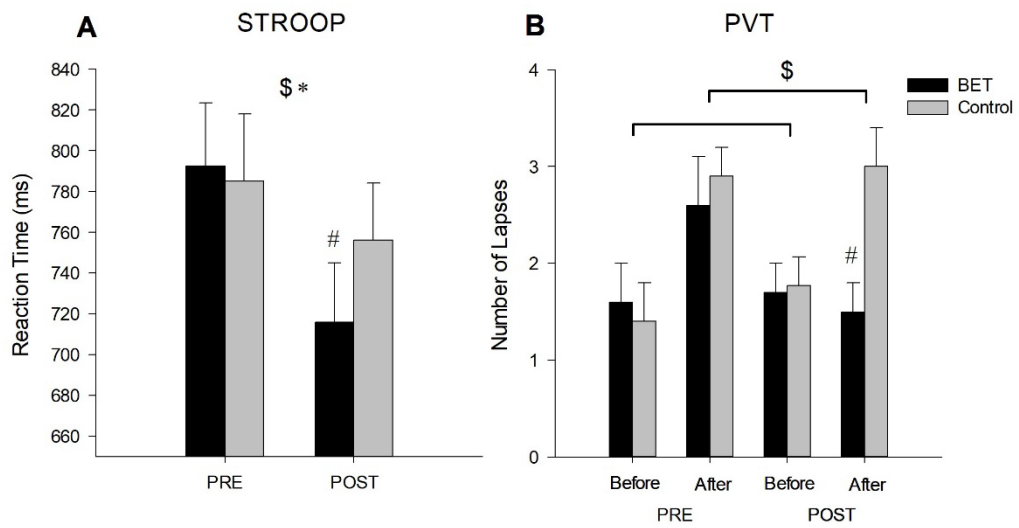 A
STROOP
Reaction Time (ms)
840
820
800
780
760
740
720
700
680
660
$ *
#
PRE
POST
B
PVT
Number of Lapses
4
3
2
1
0
$
#
BET
Control
Before
After
Before
After
PRE
POST